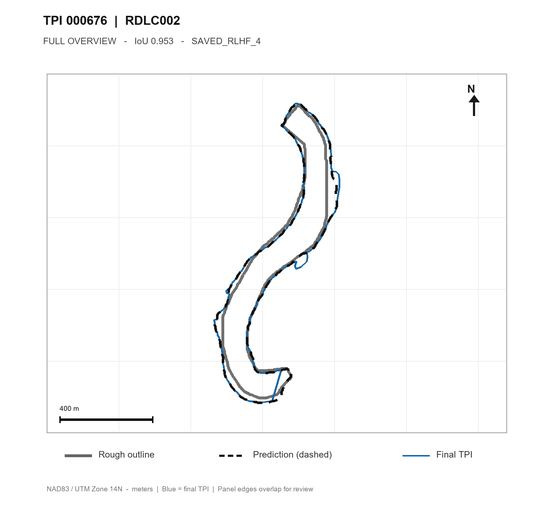 TPI 000676 | RDLC002
FULL OVERVIEW - IoU 0.953 - SAVED_RLHF_4
N
400 m
Rough outline
Prediction (dashed)
Final TPI
NAD83 / UTM Zone 14N - meters | Blue = final TPI | Panel edges overlap for review